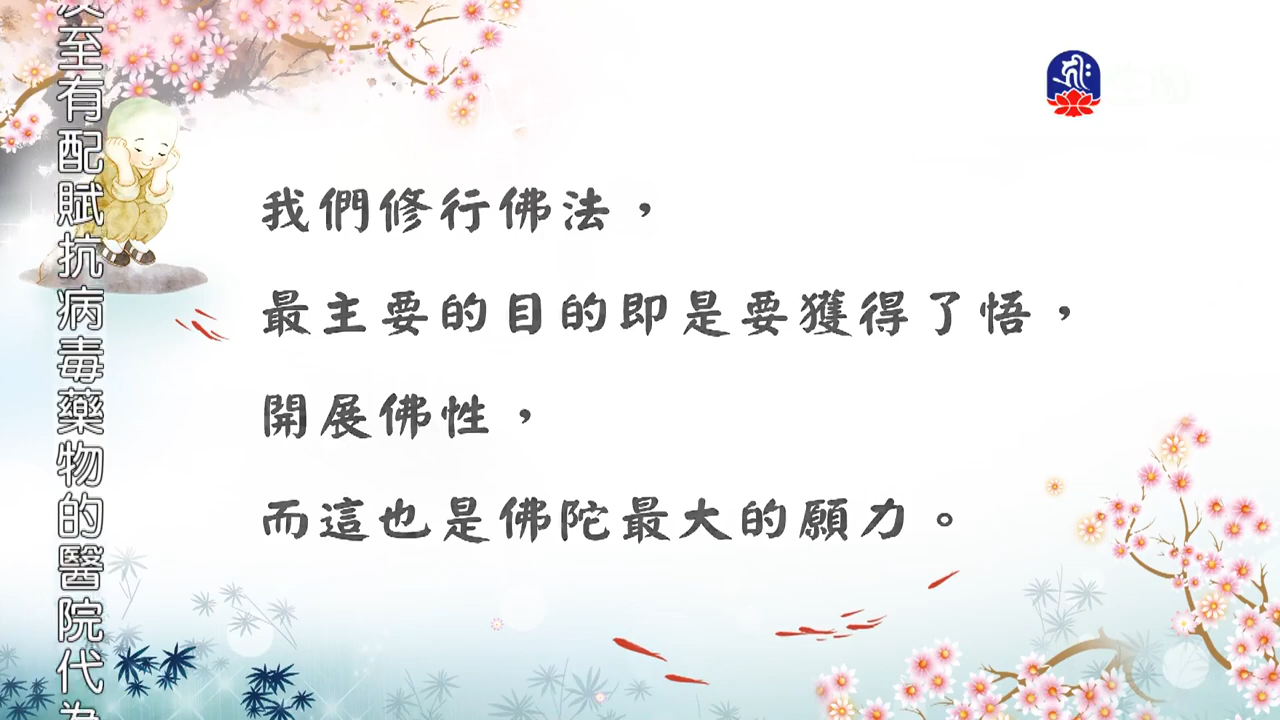 我們修行佛法，
最主要的目的即是要獲得了悟，
開展佛性，
而這也是佛陀最大的願力。
至有配賦抗病毒藥物的醫院代